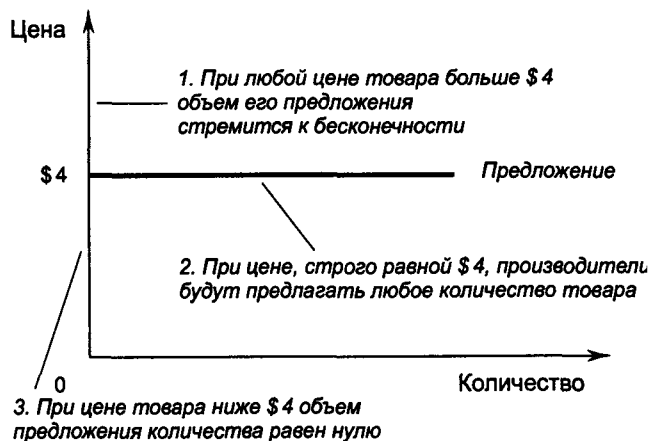 Цена
1. При любой цене товара больше $ 4
объем его предложения
стремится к бесконечности
$ 4
Предложение
2. При цене, строго равной $ 4, производители
будут предлагать любое количество товара
0
Количество
3. При цене товара ниже $ 4 объем
предложения количества равен нулю